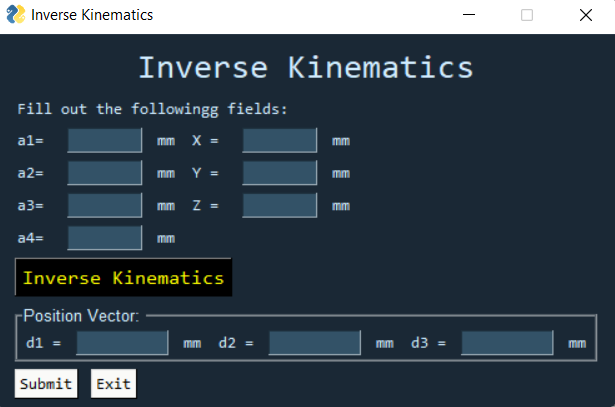 Inverse Kinematics
Inverse Kinematics
Fill out the followingg fields:
a1= mm X = mm
a2= mm Y = mm
a3= mm Z = mm
a4= mm
Inverse Kinematics
Position Vector:
d1 = mm d2 = mm d3 = mm
Submit Exit